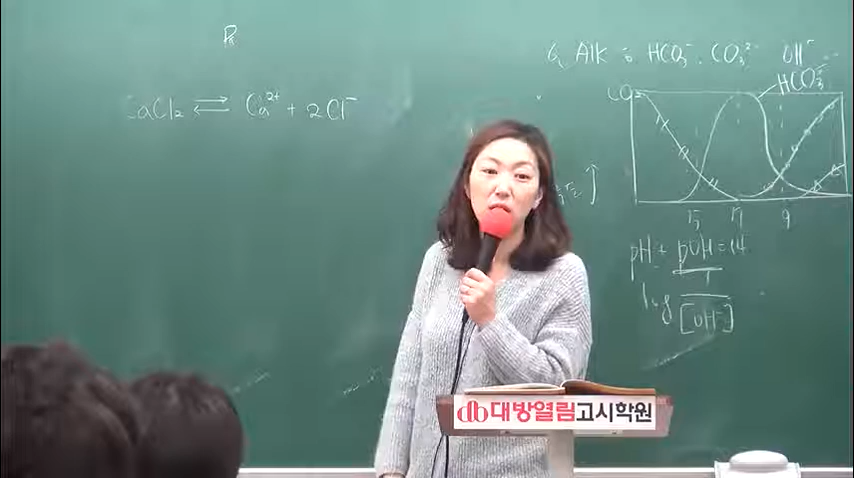 CaCl₂ ⇌ Ca²⁺ + 2Cl⁻
Alk = HCO₃⁻, CO₃²⁻ OH⁻
HCO₃⁻
CO₂
5 7 9
pH + pOH = 14
log 1
[OH⁻]
대방열림고시학원